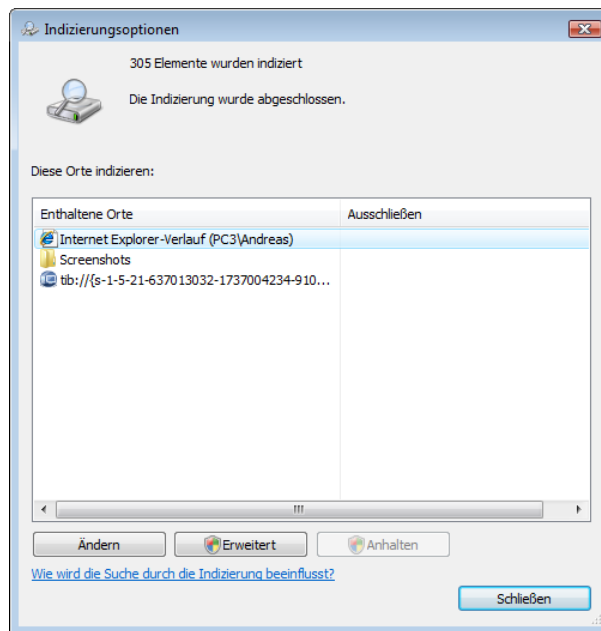 Indizierungsoptionen
305 Elemente wurden indiziert
Die Indizierung wurde abgeschlossen.
Diese Orte indizieren:
Enthaltene Orte Ausschließen
Internet Explorer-Verlauf (PC3\Andreas)
Screenshots
tib://{s-1-5-21-637013032-1737004234-910...
Ändern Erweitert Anhalten
Wie wird die Suche durch die Indizierung beeinflusst?
Schließen